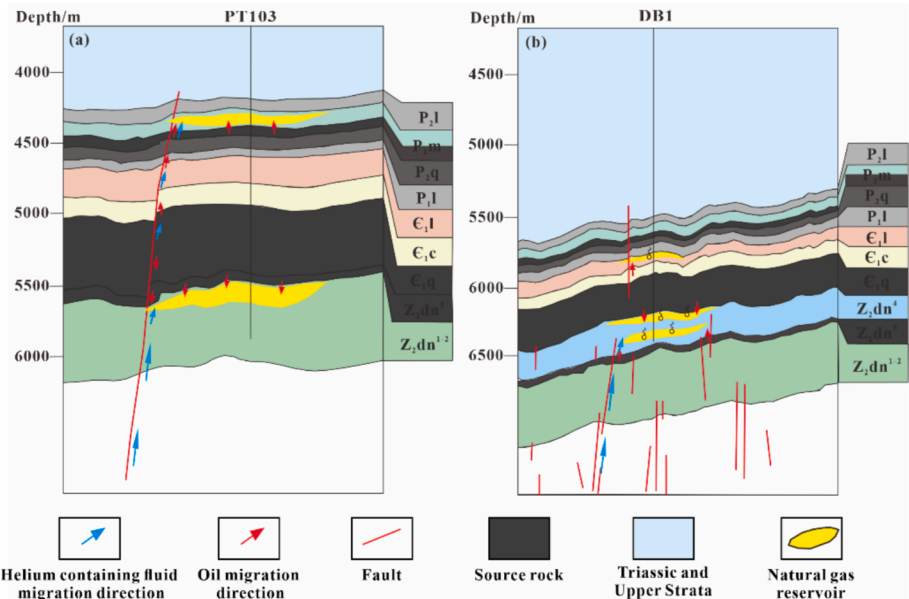 Depth/m
PT103
Depth/m
DB1
(a)
(b)
4000
4500
5000
5500
6000
4500
5000
5500
6000
6500
P₂l
P₂m
P₂q
P₁l
Є₁l
Є₁c
Є₁q
Z₂dn³
Z₂dn¹⁻²
P₂l
P₂m
P₂q
P₁l
Є₁l
Є₁c
Є₁q
Z₂dn⁴
Z₂dn³
Z₂dn¹⁻²
Helium containing fluid
migration direction
Oil migration
direction
Fault
Source rock
Triassic and
Upper Strata
Natural gas
reservoir